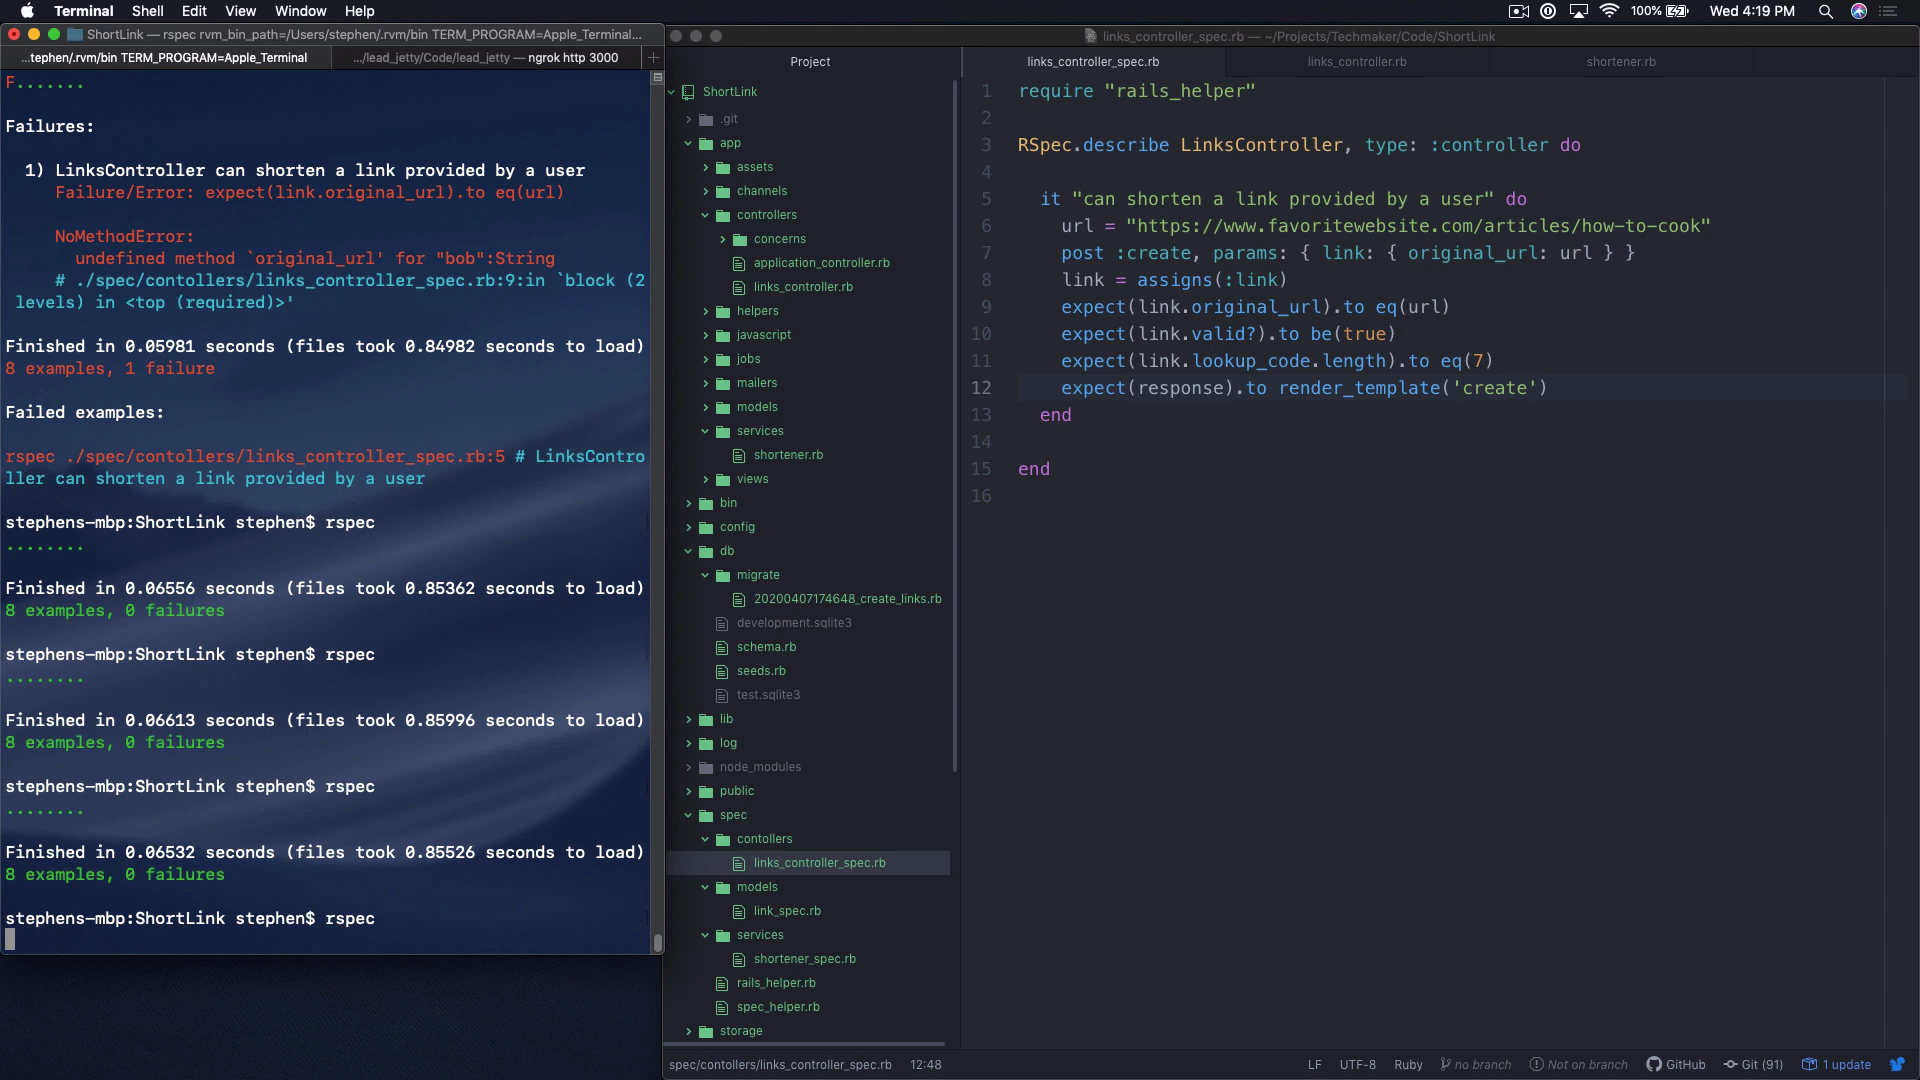 Terminal Shell Edit View Window Help
100% Wed 4:19 PM
ShortLink — rspec rvm_bin_path=/Users/stephen/.rvm/bin TERM_PROGRAM=Apple_Terminal...
...tephen/.rvm/bin TERM_PROGRAM=Apple_Terminal
.../lead_jetty/Code/lead_jetty — ngrok http 3000
F.......
Failures:
1) LinksController can shorten a link provided by a user
Failure/Error: expect(link.original_url).to eq(url)
NoMethodError:
undefined method `original_url' for "bob":String
# ./spec/contollers/links_controller_spec.rb:9:in `block (2
levels) in <top (required)>'
Finished in 0.05981 seconds (files took 0.84982 seconds to load)
8 examples, 1 failure
Failed examples:
rspec ./spec/contollers/links_controller_spec.rb:5 # LinksContro
ller can shorten a link provided by a user
stephens-mbp:ShortLink stephen$ rspec
........
Finished in 0.06556 seconds (files took 0.85362 seconds to load)
8 examples, 0 failures
stephens-mbp:ShortLink stephen$ rspec
........
Finished in 0.06613 seconds (files took 0.85996 seconds to load)
8 examples, 0 failures
stephens-mbp:ShortLink stephen$ rspec
........
Finished in 0.06532 seconds (files took 0.85526 seconds to load)
8 examples, 0 failures
stephens-mbp:ShortLink stephen$ rspec
links_controller_spec.rb — ~/Projects/Techmaker/Code/ShortLink
Project
ShortLink
.git
app
assets
channels
controllers
concerns
application_controller.rb
links_controller.rb
helpers
javascript
jobs
mailers
models
services
shortener.rb
views
bin
config
db
migrate
20200407174648_create_links.rb
development.sqlite3
schema.rb
seeds.rb
test.sqlite3
lib
log
node_modules
public
spec
contollers
links_controller_spec.rb
models
link_spec.rb
services
shortener_spec.rb
rails_helper.rb
spec_helper.rb
storage
links_controller_spec.rb links_controller.rb shortener.rb
1 require "rails_helper"
2
3 RSpec.describe LinksController, type: :controller do
4
5 it "can shorten a link provided by a user" do
6 url = "https://www.favoritewebsite.com/articles/how-to-cook"
7 post :create, params: { link: { original_url: url } }
8 link = assigns(:link)
9 expect(link.original_url).to eq(url)
10 expect(link.valid?).to be(true)
11 expect(link.lookup_code.length).to eq(7)
12 expect(response).to render_template('create')
13 end
14
15 end
16
spec/contollers/links_controller_spec.rb 12:48
LF UTF-8 Ruby no branch Not on branch GitHub Git (91) 1 update